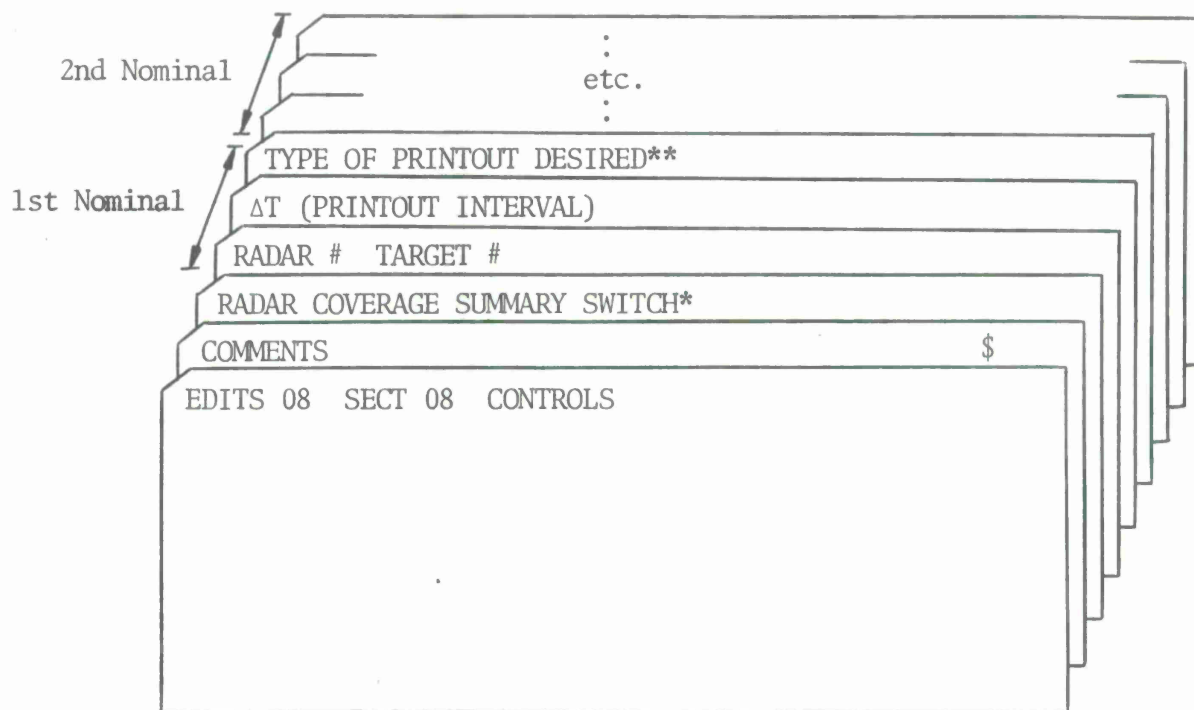 2nd Nominal
etc.
TYPE OF PRINTOUT DESIRED**
1st Nominal
ΔT (PRINTOUT INTERVAL)
RADAR # TARGET #
RADAR COVERAGE SUMMARY SWITCH*
COMMENTS $
EDITS 08 SECT 08 CONTROLS